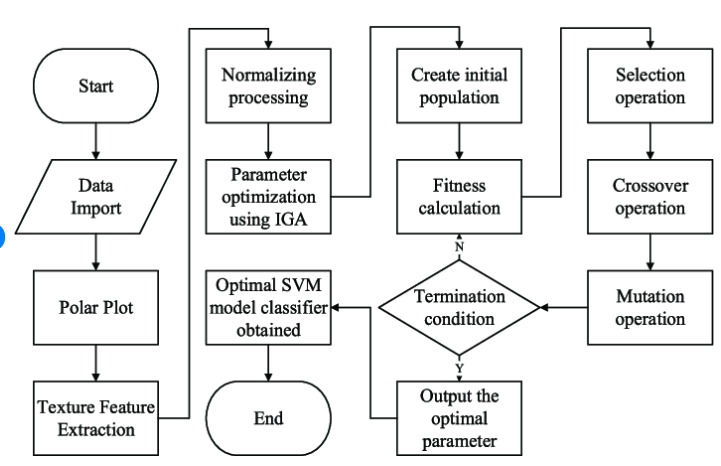 Start
Data
Import
Polar Plot
Texture Feature
Extraction
Normalizing
processing
Parameter
optimization
using IGA
Create initial
population
Fitness
calculation
Selection
operation
Crossover
operation
Mutation
operation
Termination
condition
N
Y
Output the
optimal
parameter
Optimal SVM
model classifier
obtained
End